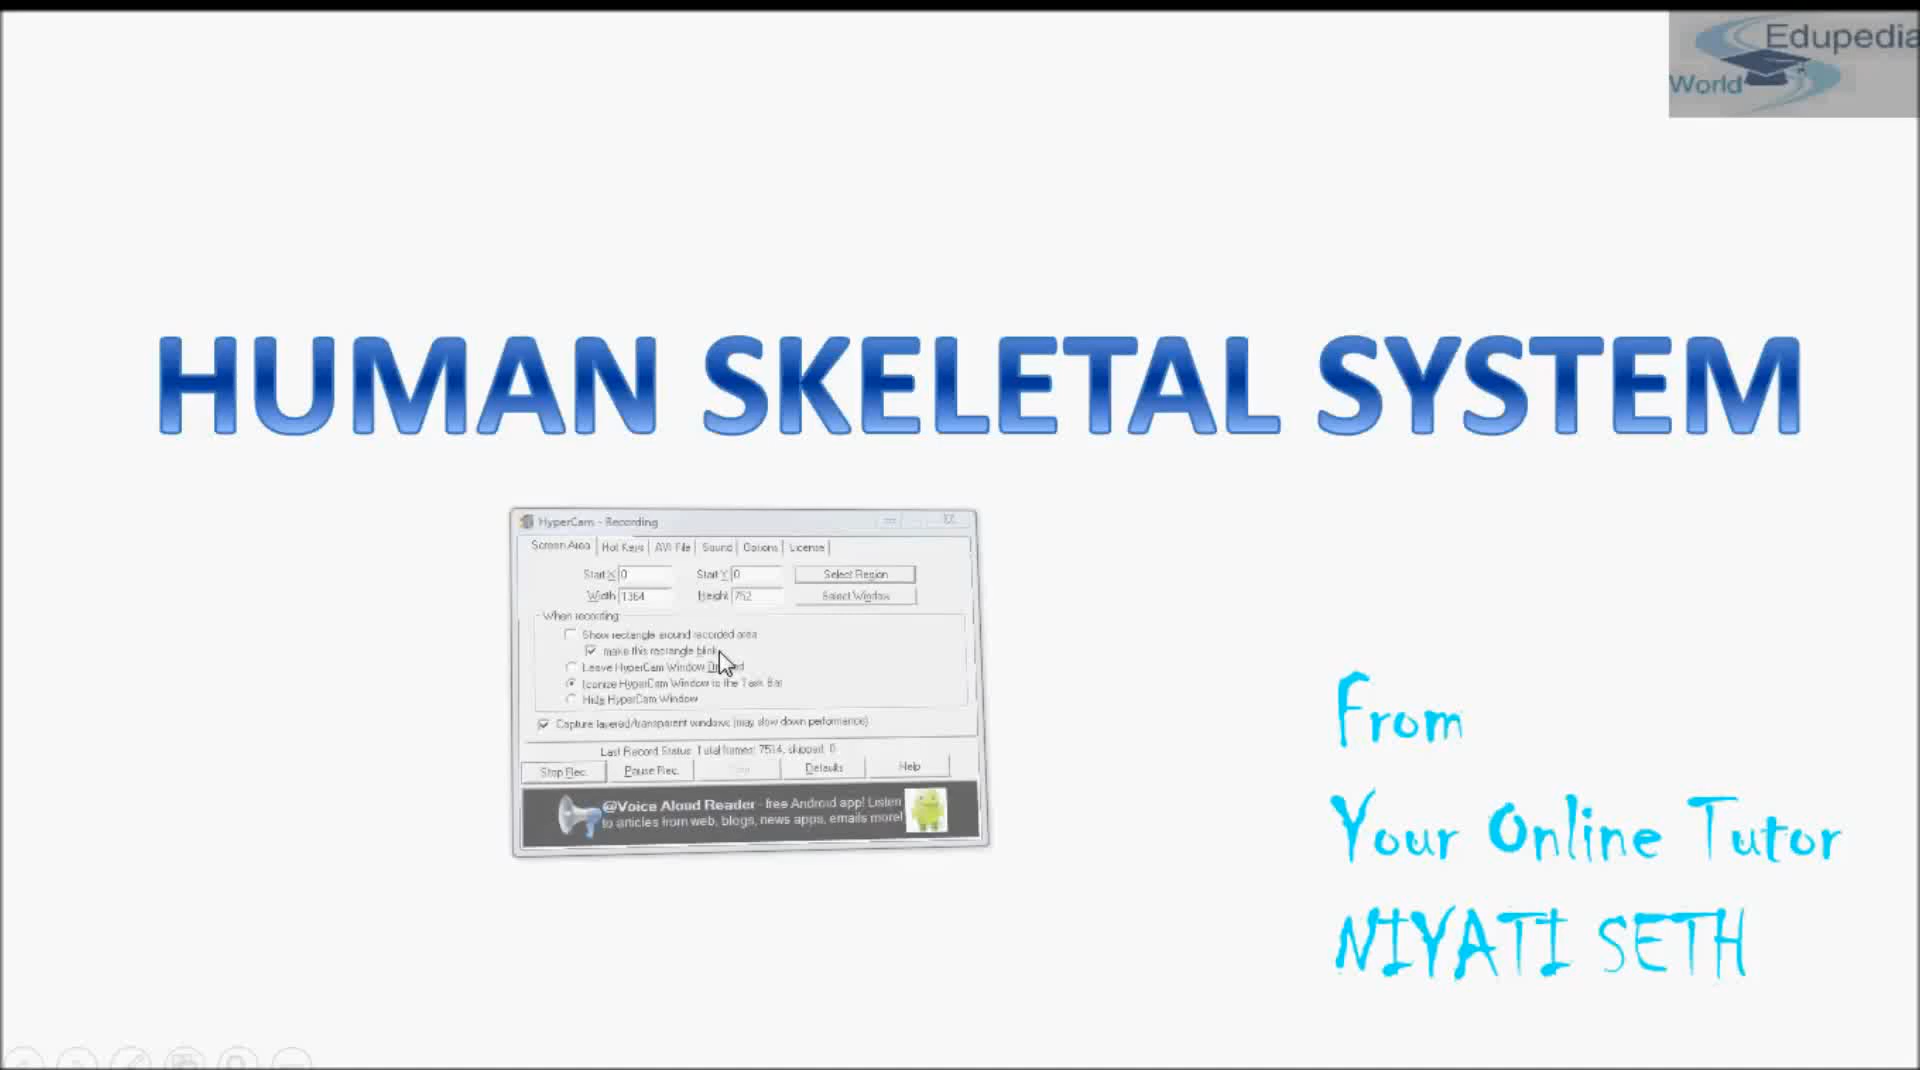 Edupedia
World
HUMAN SKELETAL SYSTEM
HyperCam - Recording
Screen Area Hot Keys AVI File Sound Options License
Start X 0 Start Y 0 Select Region
Width 1364 Height 752 Select Window
When recording
Show rectangle around recorded area
make this rectangle blink
Leave HyperCam Window
Iconize HyperCam Window to the Task Bar
Hide HyperCam Window
Capture layered/transparent windows (may slow down performance)
Last Record Status: Total frames: 7514, skipped: 0
Stop Rec. Pause Rec. Defaults Help
@Voice Aloud Reader - free Android app! Listen
to articles from web, blogs, news apps, emails more!
From
Your Online Tutor
NIYATI SETH